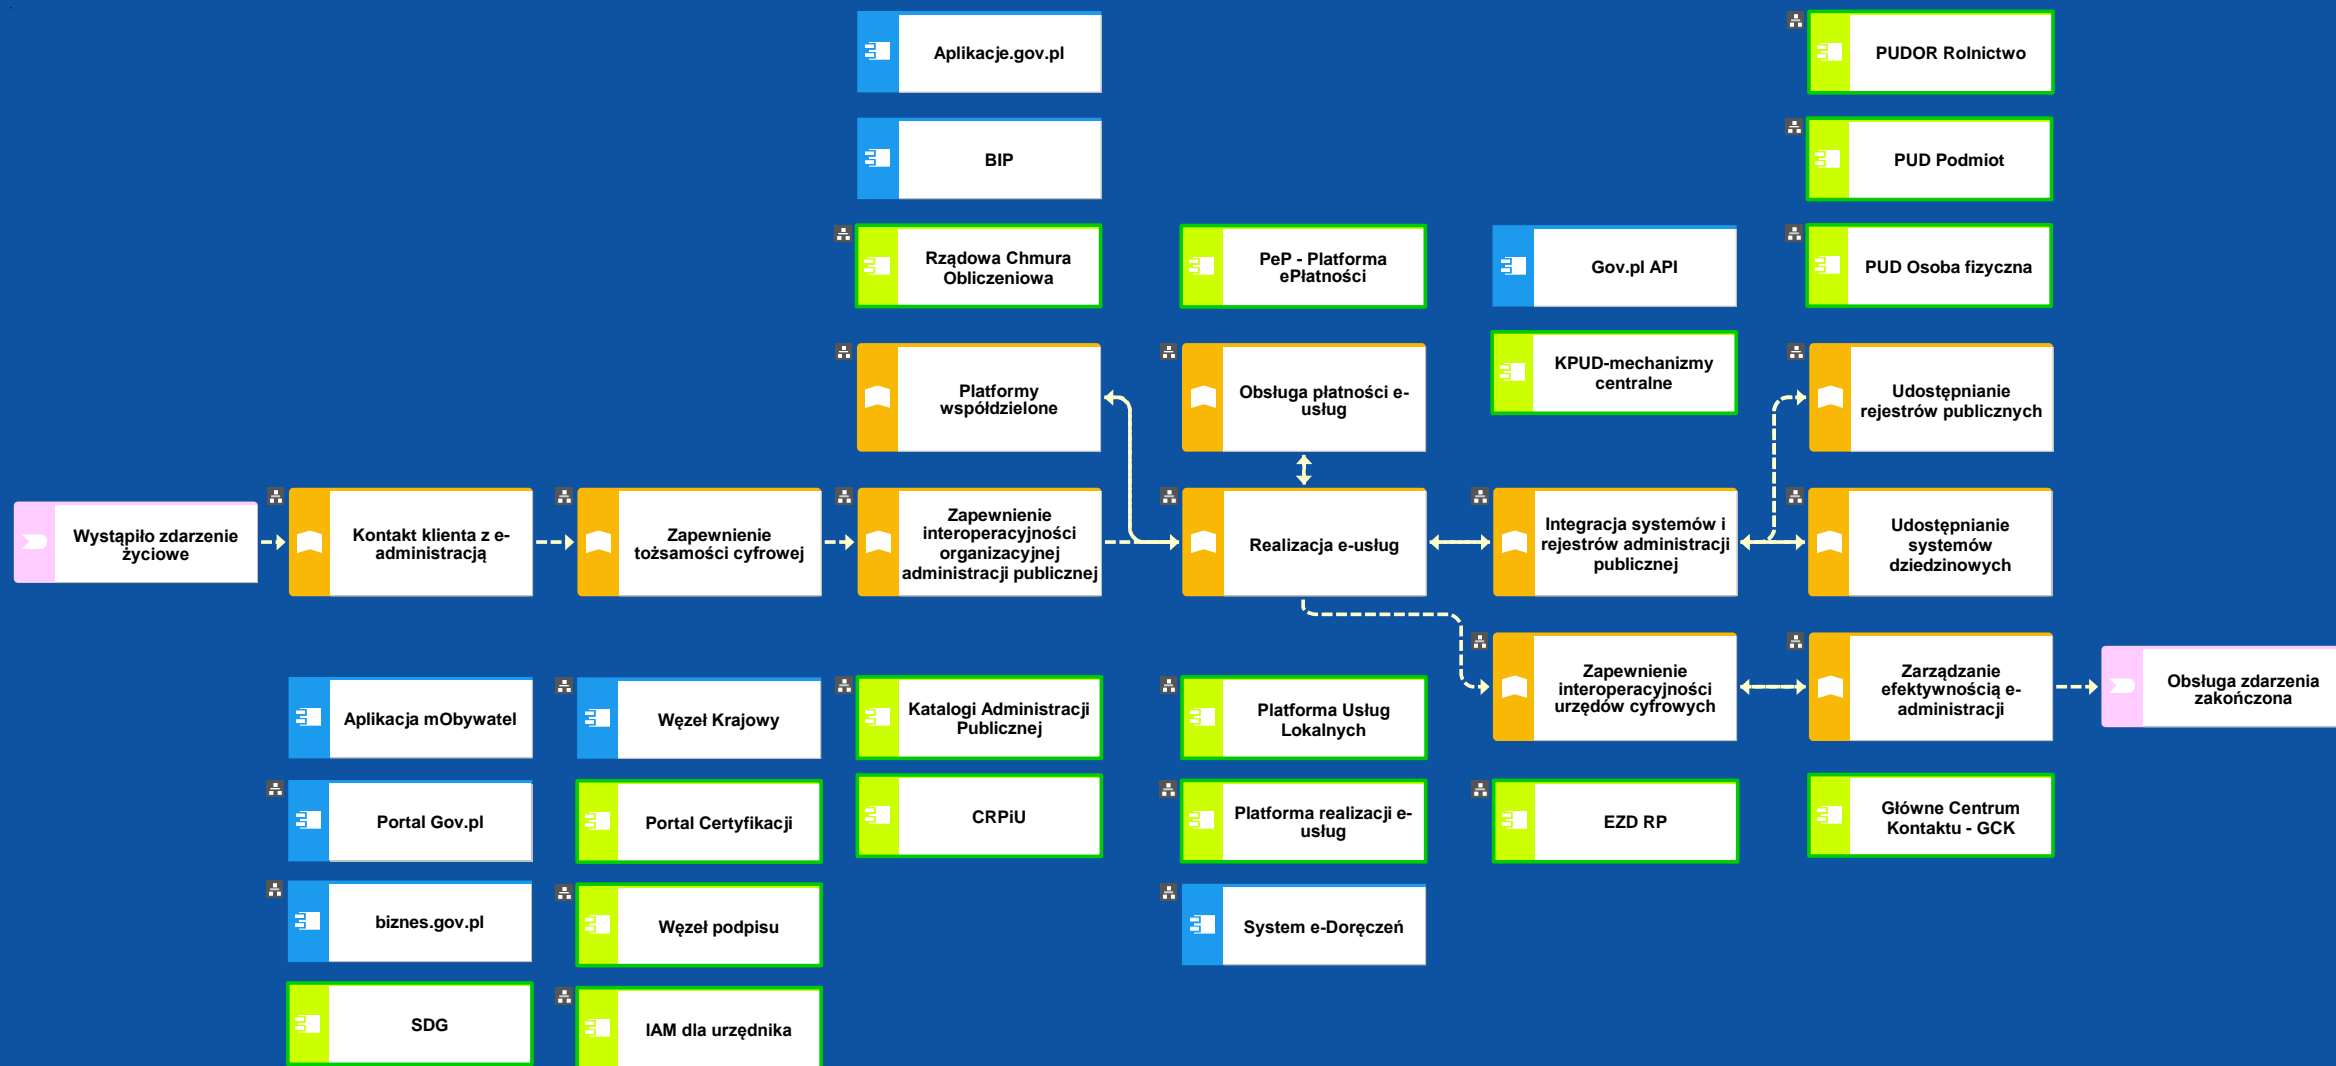 Aplikacje.gov.pl
PUDOR Rolnictwo
BIP
PUD Podmiot
Rządowa Chmura
Obliczeniowa
PeP - Platforma
ePłatności
Gov.pl API
PUD Osoba fizyczna
Platformy
współdzielone
Obsługa płatności e-
usług
KPUD-mechanizmy
centralne
Udostępnianie
rejestrów publicznych
Wystąpiło zdarzenie
życiowe
Kontakt klienta z e-
administracją
Zapewnienie
tożsamości cyfrowej
Zapewnienie
interoperacyjności
organizacyjnej
administracji publicznej
Realizacja e-usług
Integracja systemów i
rejestrów administracji
publicznej
Udostępnianie
systemów
dziedzinowych
Zapewnienie
interoperacyjności
urzędów cyfrowych
Zarządzanie
efektywnością e-
administracji
Obsługa zdarzenia
zakończona
Aplikacja mObywatel
Węzeł Krajowy
Katalogi Administracji
Publicznej
Platforma Usług
Lokalnych
Portal Gov.pl
Portal Certyfikacji
CRPiU
Platforma realizacji e-
usług
EZD RP
Główne Centrum
Kontaktu - GCK
biznes.gov.pl
Węzeł podpisu
System e-Doręczeń
SDG
IAM dla urzędnika